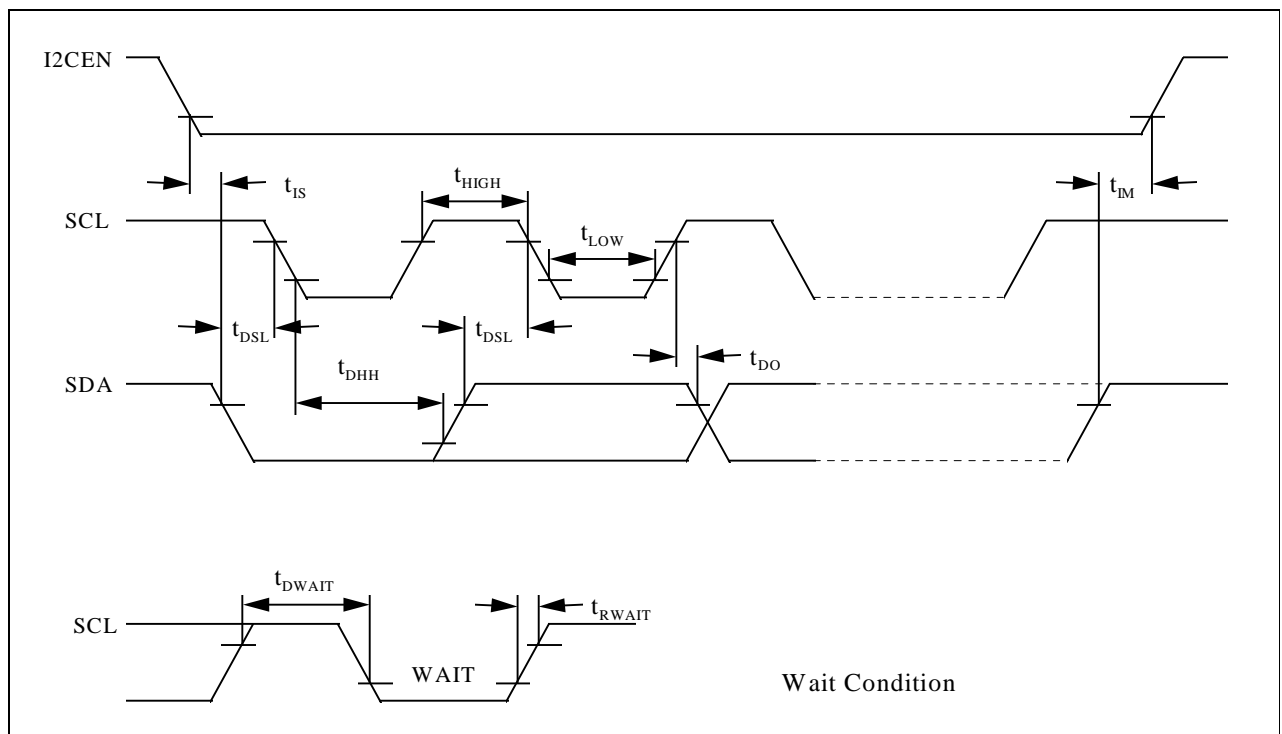 I2CEN
tIS
tHIGH
tIM
SCL
tLOW
tDSL
tDSL
tDHH
tDO
SDA
tDWAIT
tRWAIT
SCL
WAIT
Wait Condition